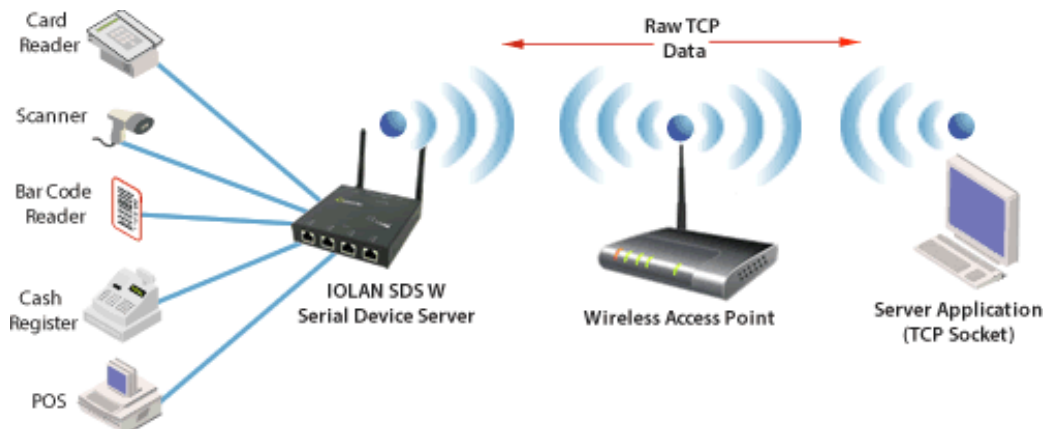 Card
Reader
Scanner
Bar Code
Reader
Cash
Register
POS
IOLAN SDS W
Serial Device Server
Raw TCP
Data
Wireless Access Point
Server Application
(TCP Socket)